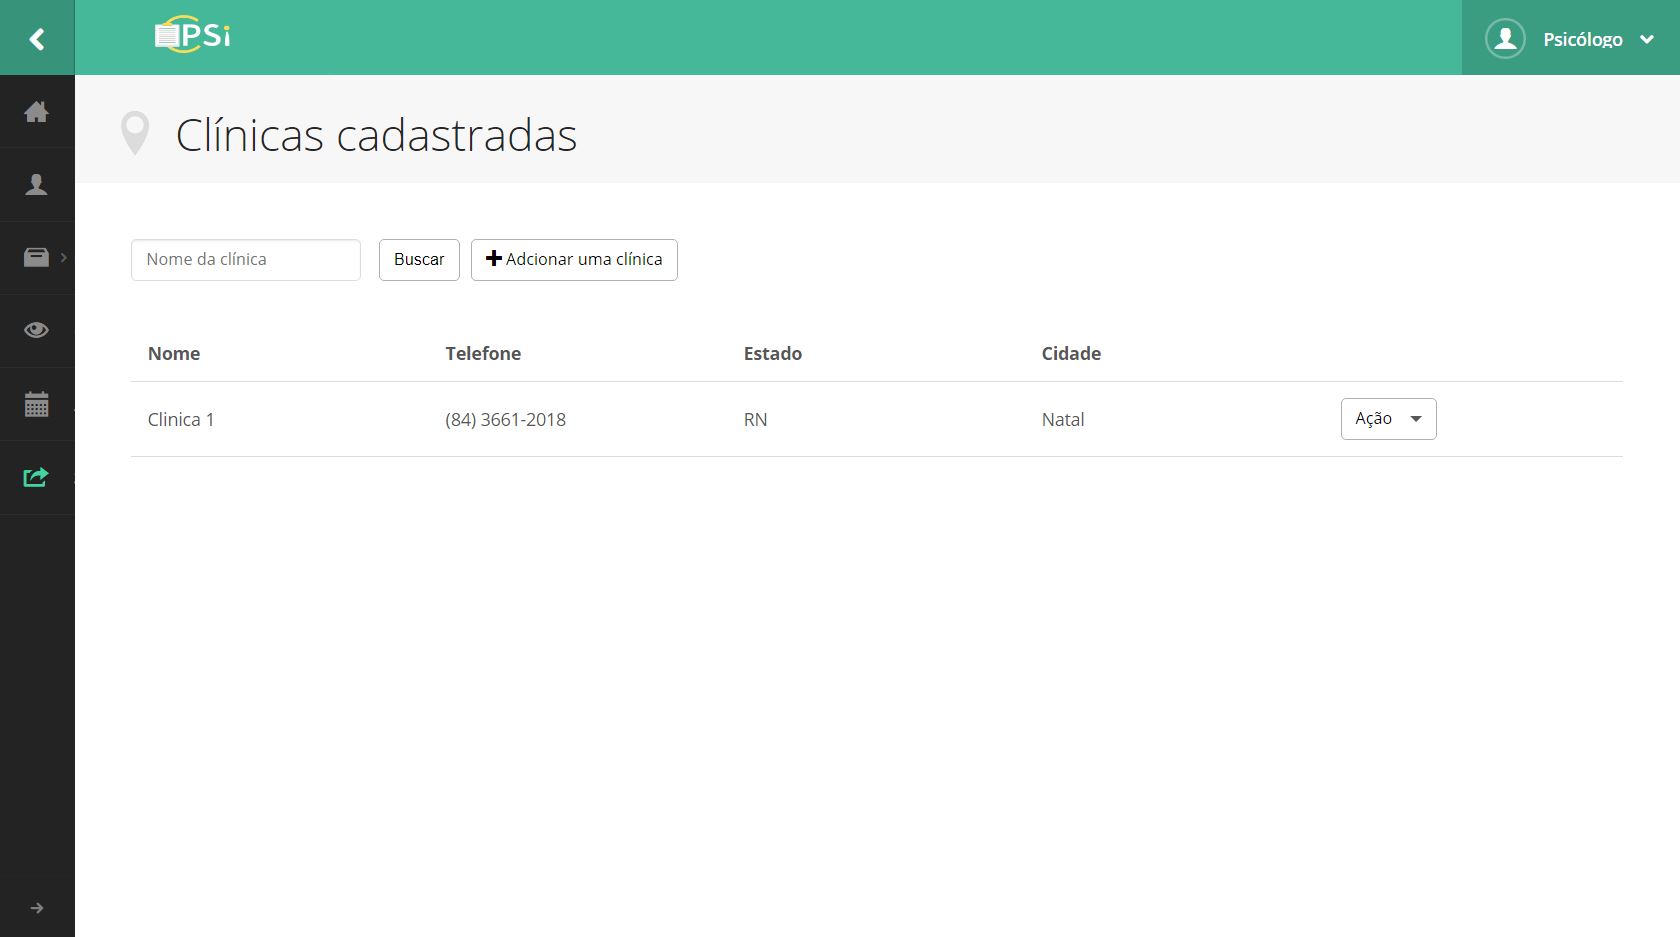 PSi
Psicólogo
Clínicas cadastradas
Nome da clínica
Buscar
Adcionar uma clínica
Nome Telefone Estado Cidade
Clinica 1 (84) 3661-2018 RN Natal Ação